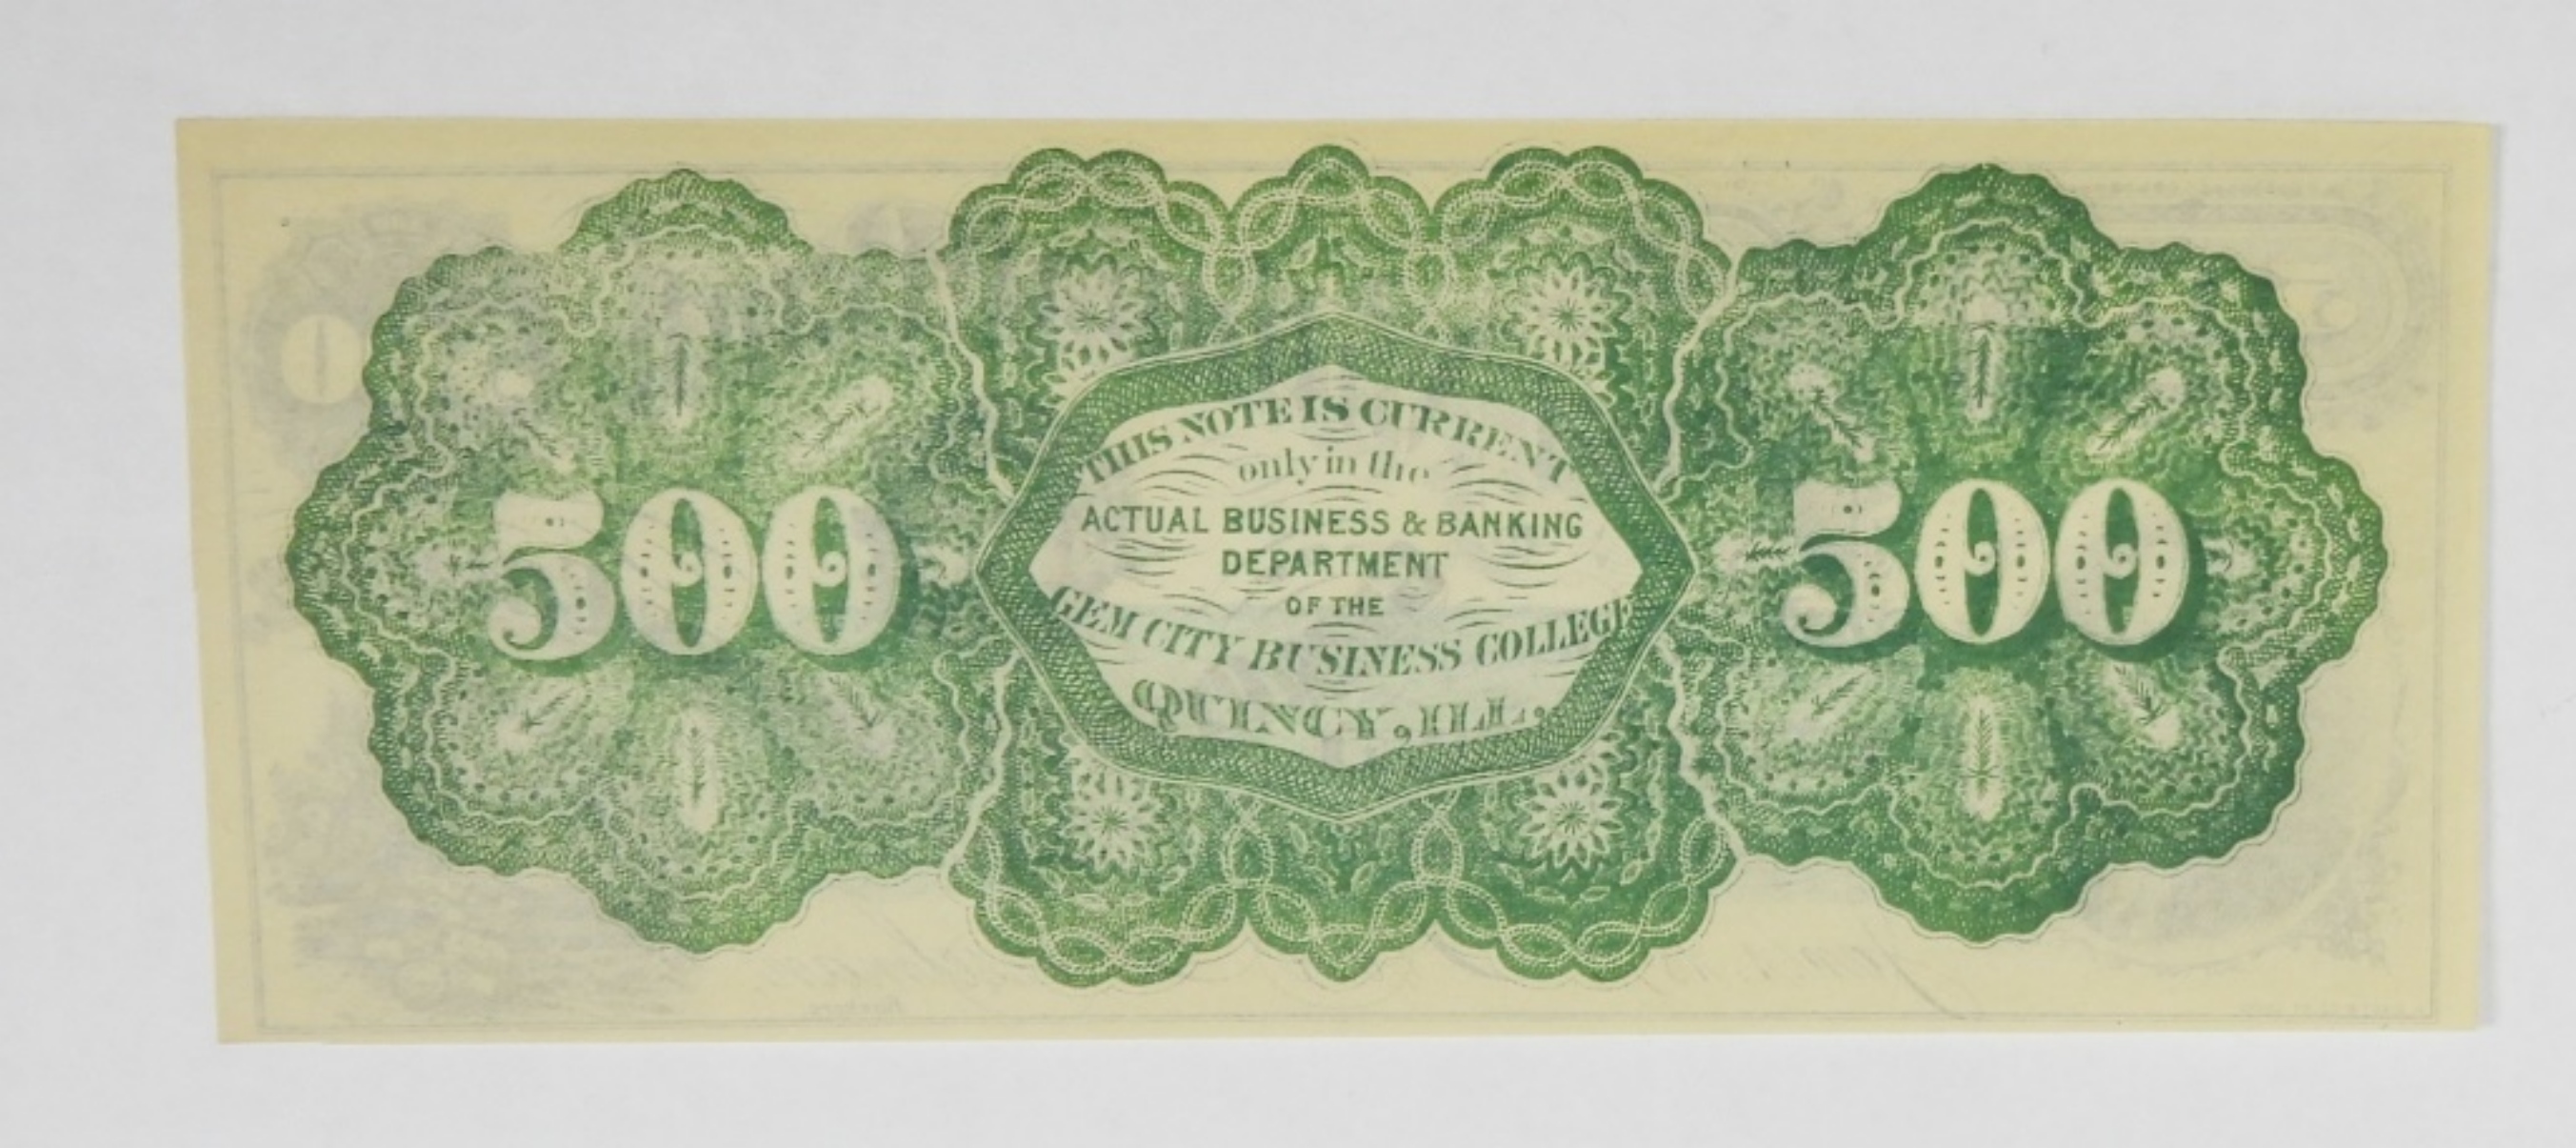 THIS NOTE IS CURRENT
only in the
500
ACTUAL BUSINESS & BANKING
500
DEPARTMENT
OF THE
GEM CITY BUSINESS COLLEGE
QUINCY, ILL.